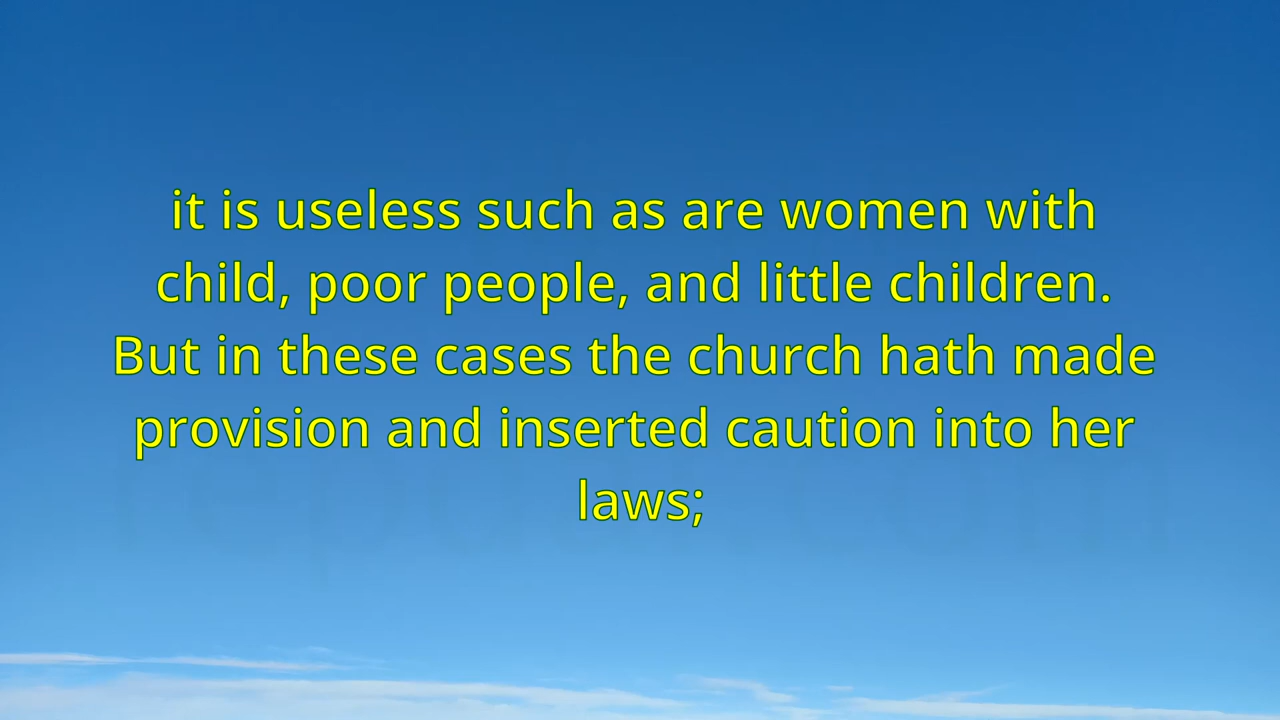 it is useless such as are women with
child, poor people, and little children.
But in these cases the church hath made
provision and inserted caution into her
laws;